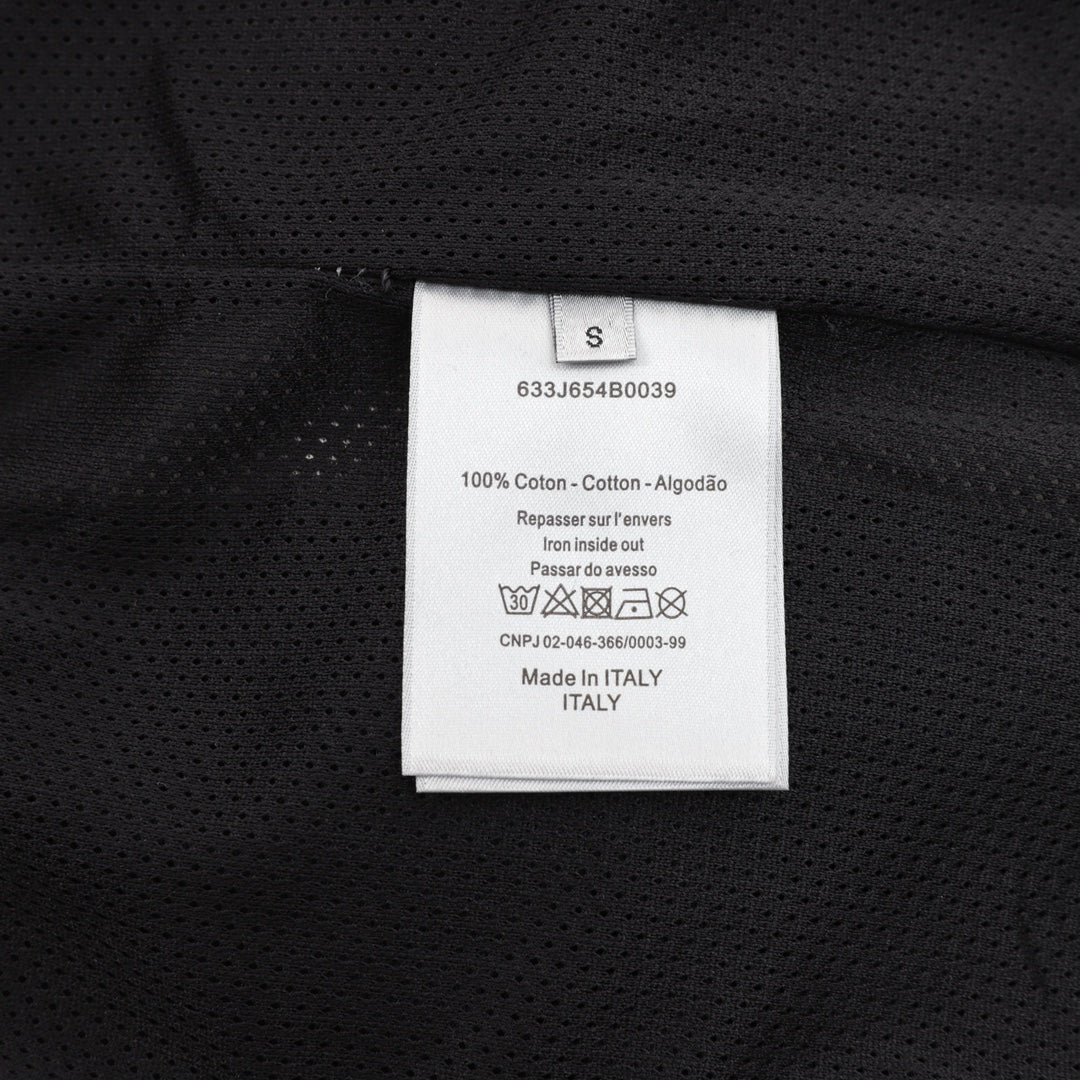 S
633J654B0039
100% Coton - Cotton - Algodão
Repasser sur l'envers
Iron inside out
Passar do avesso
30
CNPJ 02-046-366/0003-99
Made In ITALY
ITALY